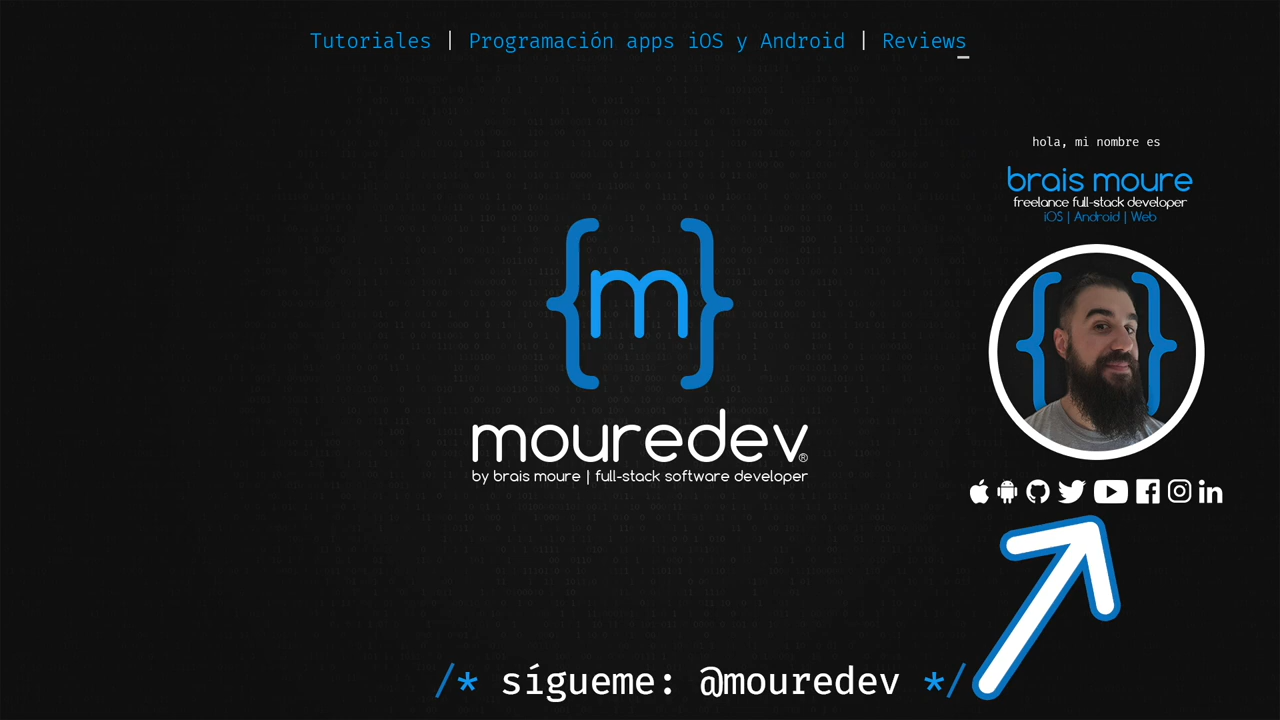 Tutoriales | Programación apps iOS y Android | Reviews_
hola, mi nombre es
brais moure
freelance full-stack developer
iOS | Android | Web
{m}
mouredev®
by brais moure | full-stack software developer
/* sígueme: @mouredev */